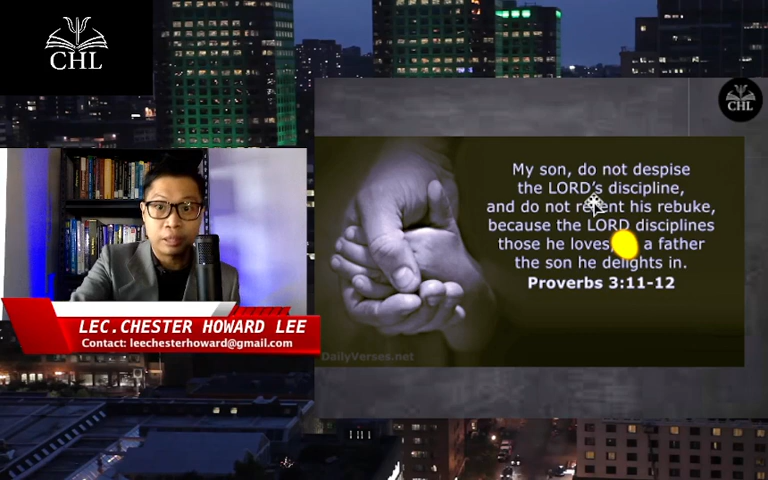 CHL
CHL
My son, do not despise
the LORD's discipline,
and do not resent his rebuke,
because the LORD disciplines
those he loves a father
the son he delights in.
Proverbs 3:11-12
DailyVerses.net
LEC.CHESTER HOWARD LEE
Contact: leechesterhoward@gmail.com